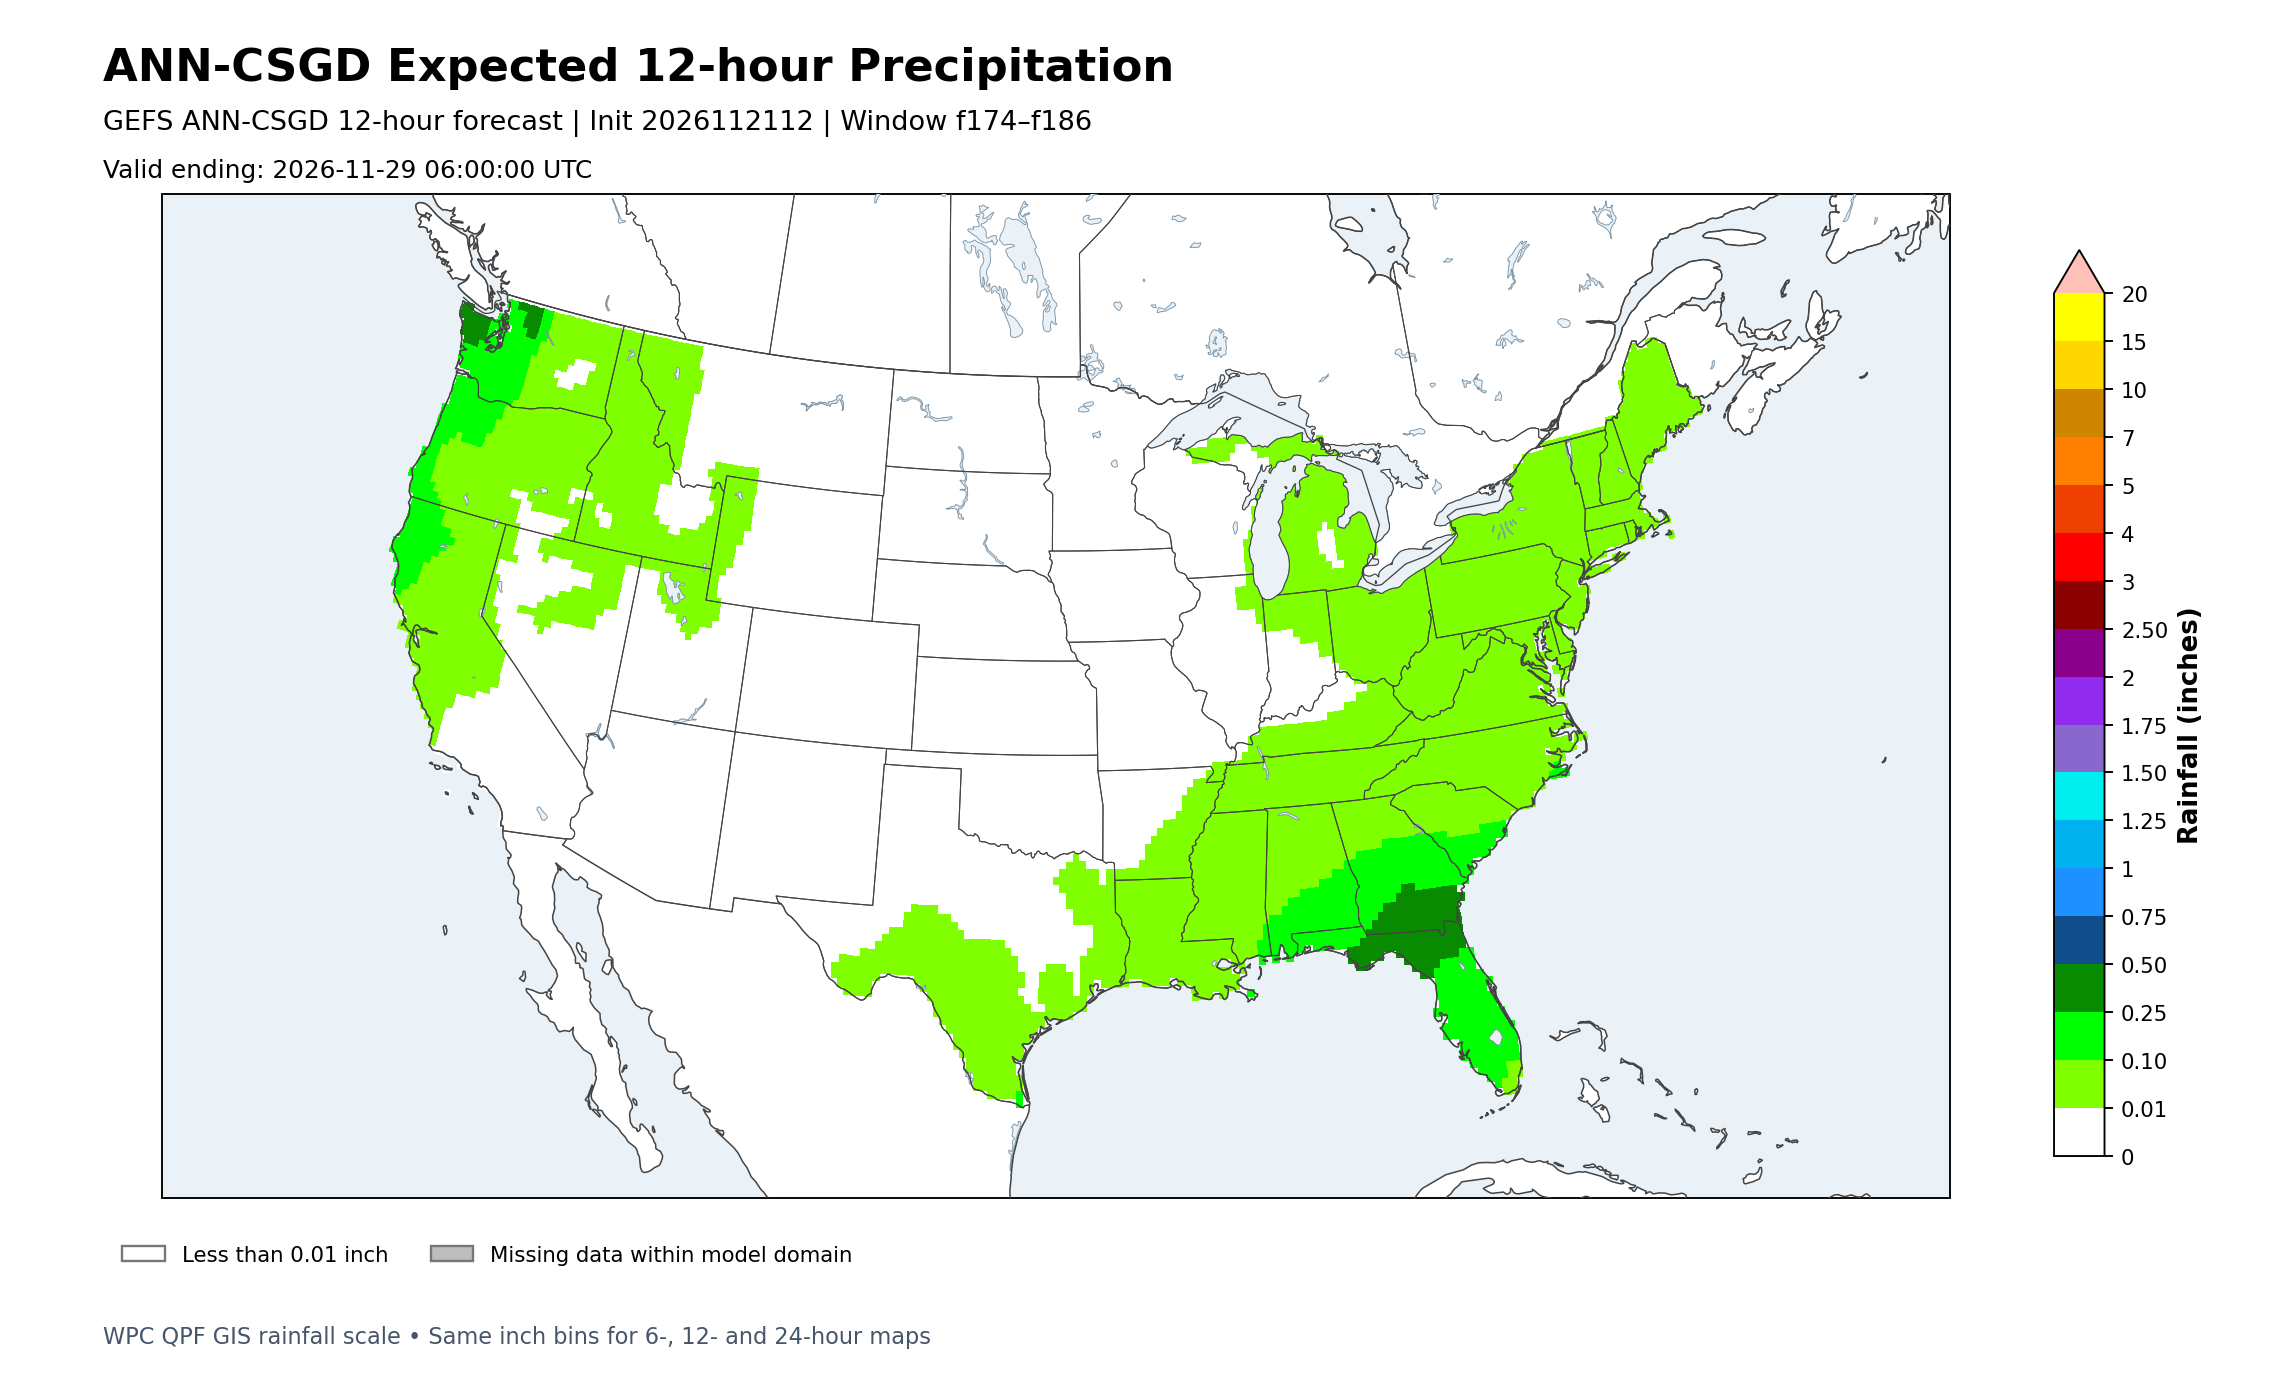 ANN-CSGD Expected 12-hour Precipitation
GEFS ANN-CSGD 12-hour forecast | Init 2026112112 | Window f174–f186
Valid ending: 2026-11-29 06:00:00 UTC
20
15
10
7
5
4
3
2.50
2
1.75
1.50
1.25
1
0.75
0.50
0.25
0.10
0.01
0
Rainfall (inches)
Less than 0.01 inch
Missing data within model domain
WPC QPF GIS rainfall scale • Same inch bins for 6-, 12- and 24-hour maps